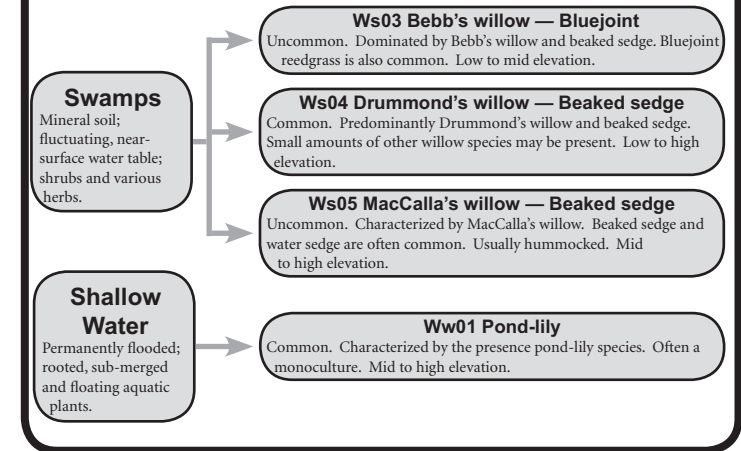 Ws03 Bebb's willow — Bluejoint
Uncommon. Dominated by Bebb's willow and beaked sedge. Bluejoint
reedgrass is also common. Low to mid elevation.
Swamps
Mineral soil;
fluctuating, near-
surface water table;
shrubs and various
herbs.
Ws04 Drummond's willow — Beaked sedge
Common. Predominantly Drummond's willow and beaked sedge.
Small amounts of other willow species may be present. Low to high
elevation.
Ws05 MacCalla's willow — Beaked sedge
Uncommon. Characterized by MacCalla's willow. Beaked sedge and
water sedge are often common. Usually hummocked. Mid
to high elevation.
Shallow
Water
Permanently flooded;
rooted, sub-merged
and floating aquatic
plants.
Ww01 Pond-lily
Common. Characterized by the presence pond-lily species. Often a
monoculture. Mid to high elevation.